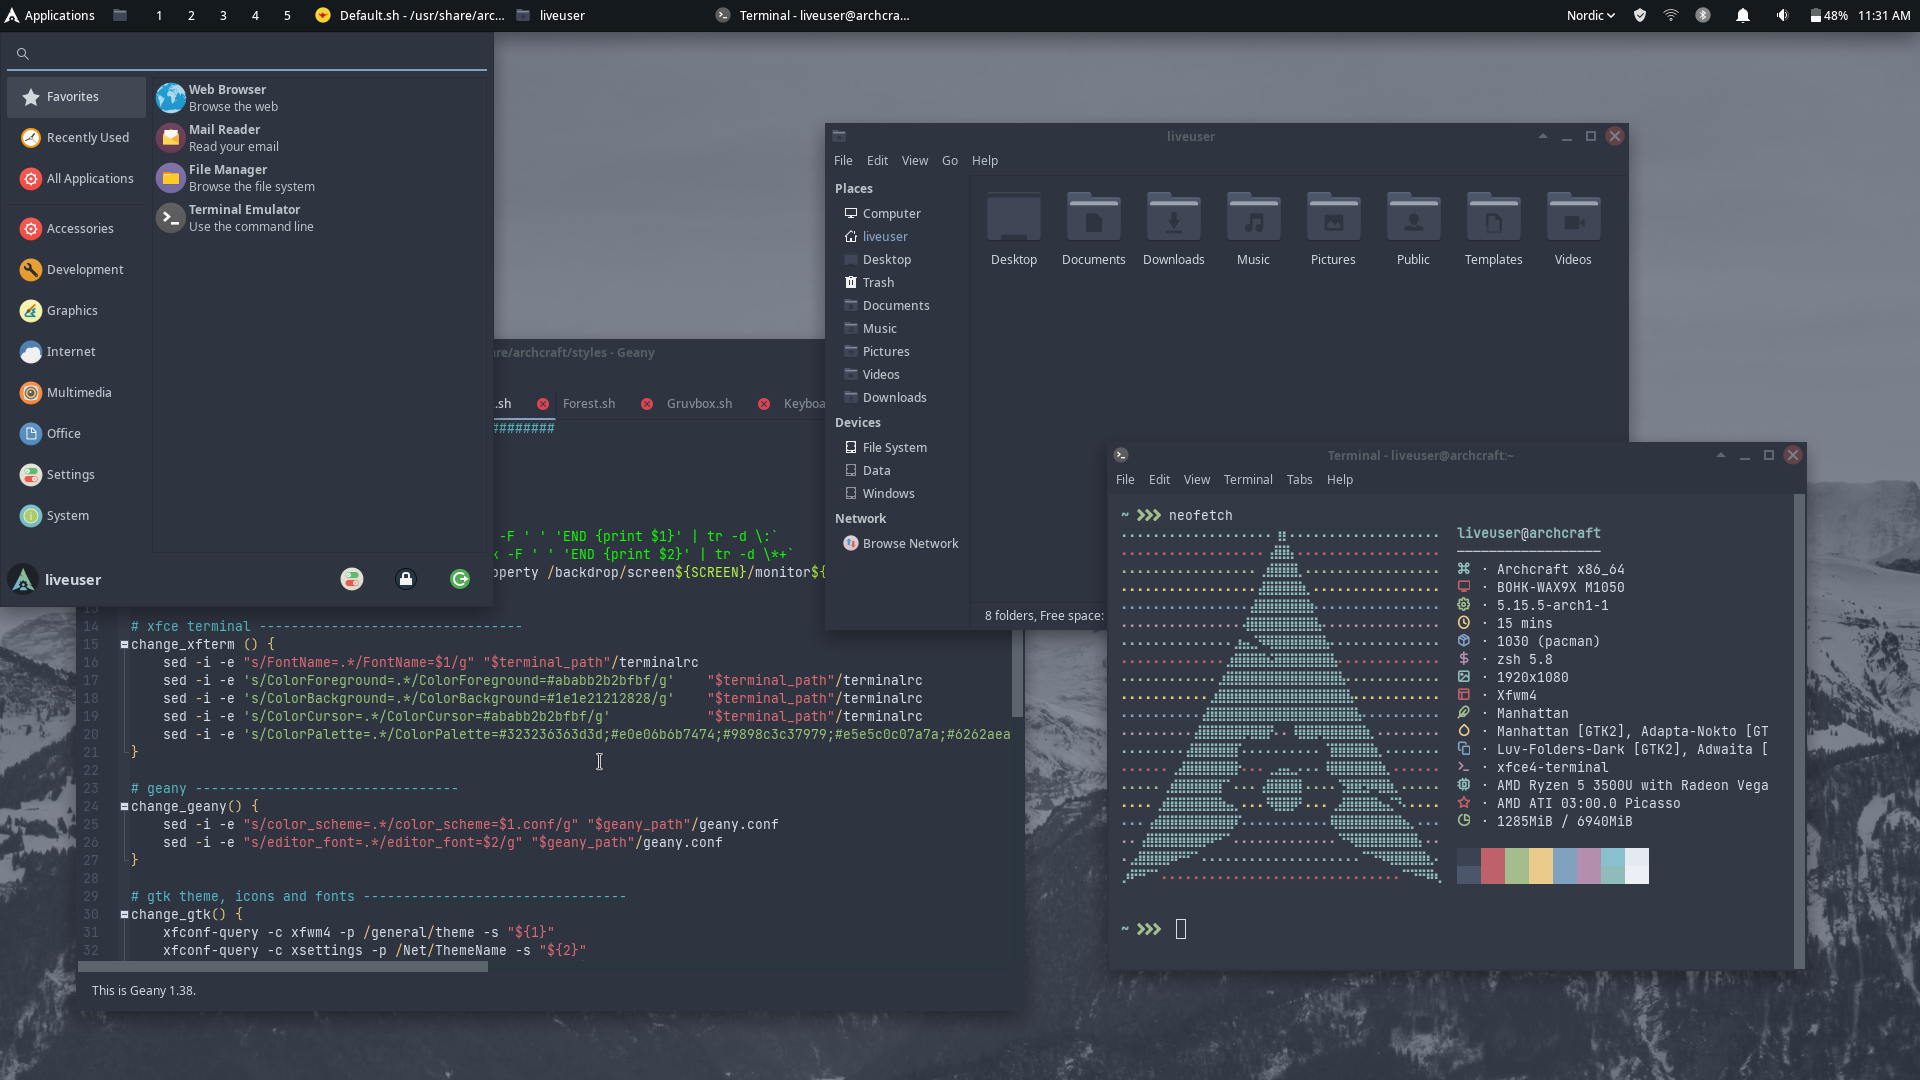 Applications 1 2 3 4 5 Default.sh - /usr/share/arc... liveuser Terminal - liveuser@archcra... Nordic 48% 11:31 AM
Favorites
Recently Used
All Applications
Accessories
Development
Graphics
Internet
Multimedia
Office
Settings
System
Web Browser
Browse the web
Mail Reader
Read your email
File Manager
Browse the file system
Terminal Emulator
Use the command line
liveuser
liveuser
File Edit View Go Help
Places
Computer
liveuser
Desktop
Trash
Documents
Music
Pictures
Videos
Downloads
Devices
File System
Data
Windows
Network
Browse Network
Desktop Documents Downloads Music Pictures Public Templates Videos
8 folders, Free space:
re/archcraft/styles - Geany
.sh Forest.sh Gruvbox.sh Keyboa
########
-F ' ' 'END {print $1}' | tr -d \:`
-F ' ' 'END {print $2}' | tr -d \*+`
perty /backdrop/screen${SCREEN}/monitor${
13
14 # xfce terminal ---------------------------------
15 change_xfterm () {
16 sed -i -e "s/FontName=.*/FontName=$1/g" "$terminal_path"/terminalrc
17 sed -i -e 's/ColorForeground=.*/ColorForeground=#ababb2b2bfbf/g' "$terminal_path"/terminalrc
18 sed -i -e 's/ColorBackground=.*/ColorBackground=#1e1e21212828/g' "$terminal_path"/terminalrc
19 sed -i -e 's/ColorCursor=.*/ColorCursor=#ababb2b2bfbf/g' "$terminal_path"/terminalrc
20 sed -i -e 's/ColorPalette=.*/ColorPalette=#323236363d3d;#e0e06b6b7474;#9898c3c37979;#e5e5c0c07a7a;#6262aea
21 }
22
23 # geany ---------------------------------
24 change_geany() {
25 sed -i -e "s/color_scheme=.*/color_scheme=$1.conf/g" "$geany_path"/geany.conf
26 sed -i -e "s/editor_font=.*/editor_font=$2/g" "$geany_path"/geany.conf
27 }
28
29 # gtk theme, icons and fonts ---------------------------------
30 change_gtk() {
31 xfconf-query -c xfwm4 -p /general/theme -s "${1}"
32 xfconf-query -c xsettings -p /Net/ThemeName -s "${2}"
This is Geany 1.38.
Terminal - liveuser@archcraft:~
File Edit View Terminal Tabs Help
~ ❯❯❯ neofetch
liveuser@archcraft
· Archcraft x86_64
· BOHK-WAX9X M1050
· 5.15.5-arch1-1
· 15 mins
· 1030 (pacman)
· zsh 5.8
· 1920x1080
· Xfwm4
· Manhattan
· Manhattan [GTK2], Adapta-Nokto [GT
· Luv-Folders-Dark [GTK2], Adwaita [
· xfce4-terminal
· AMD Ryzen 5 3500U with Radeon Vega
· AMD ATI 03:00.0 Picasso
· 1285MiB / 6940MiB
~ ❯❯❯